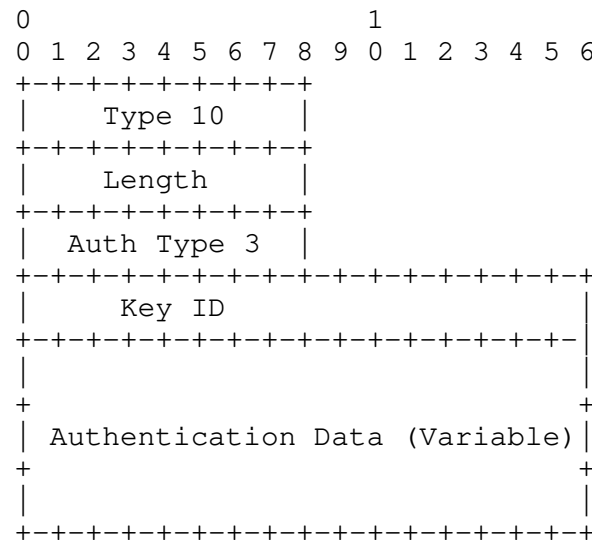 0                   1
0 1 2 3 4 5 6 7 8 9 0 1 2 3 4 5 6
+-+-+-+-+-+-+-+-+
|    Type 10    |
+-+-+-+-+-+-+-+-+
|    Length     |
+-+-+-+-+-+-+-+-+
|  Auth Type 3  |
+-+-+-+-+-+-+-+-+-+-+-+-+-+-+-+-+
|     Key ID                    |
+-+-+-+-+-+-+-+-+-+-+-+-+-+-+-+-|
|                               |
+                               +
| Authentication Data (Variable)|
+                               +
|                               |
+-+-+-+-+-+-+-+-+-+-+-+-+-+-+-+-+